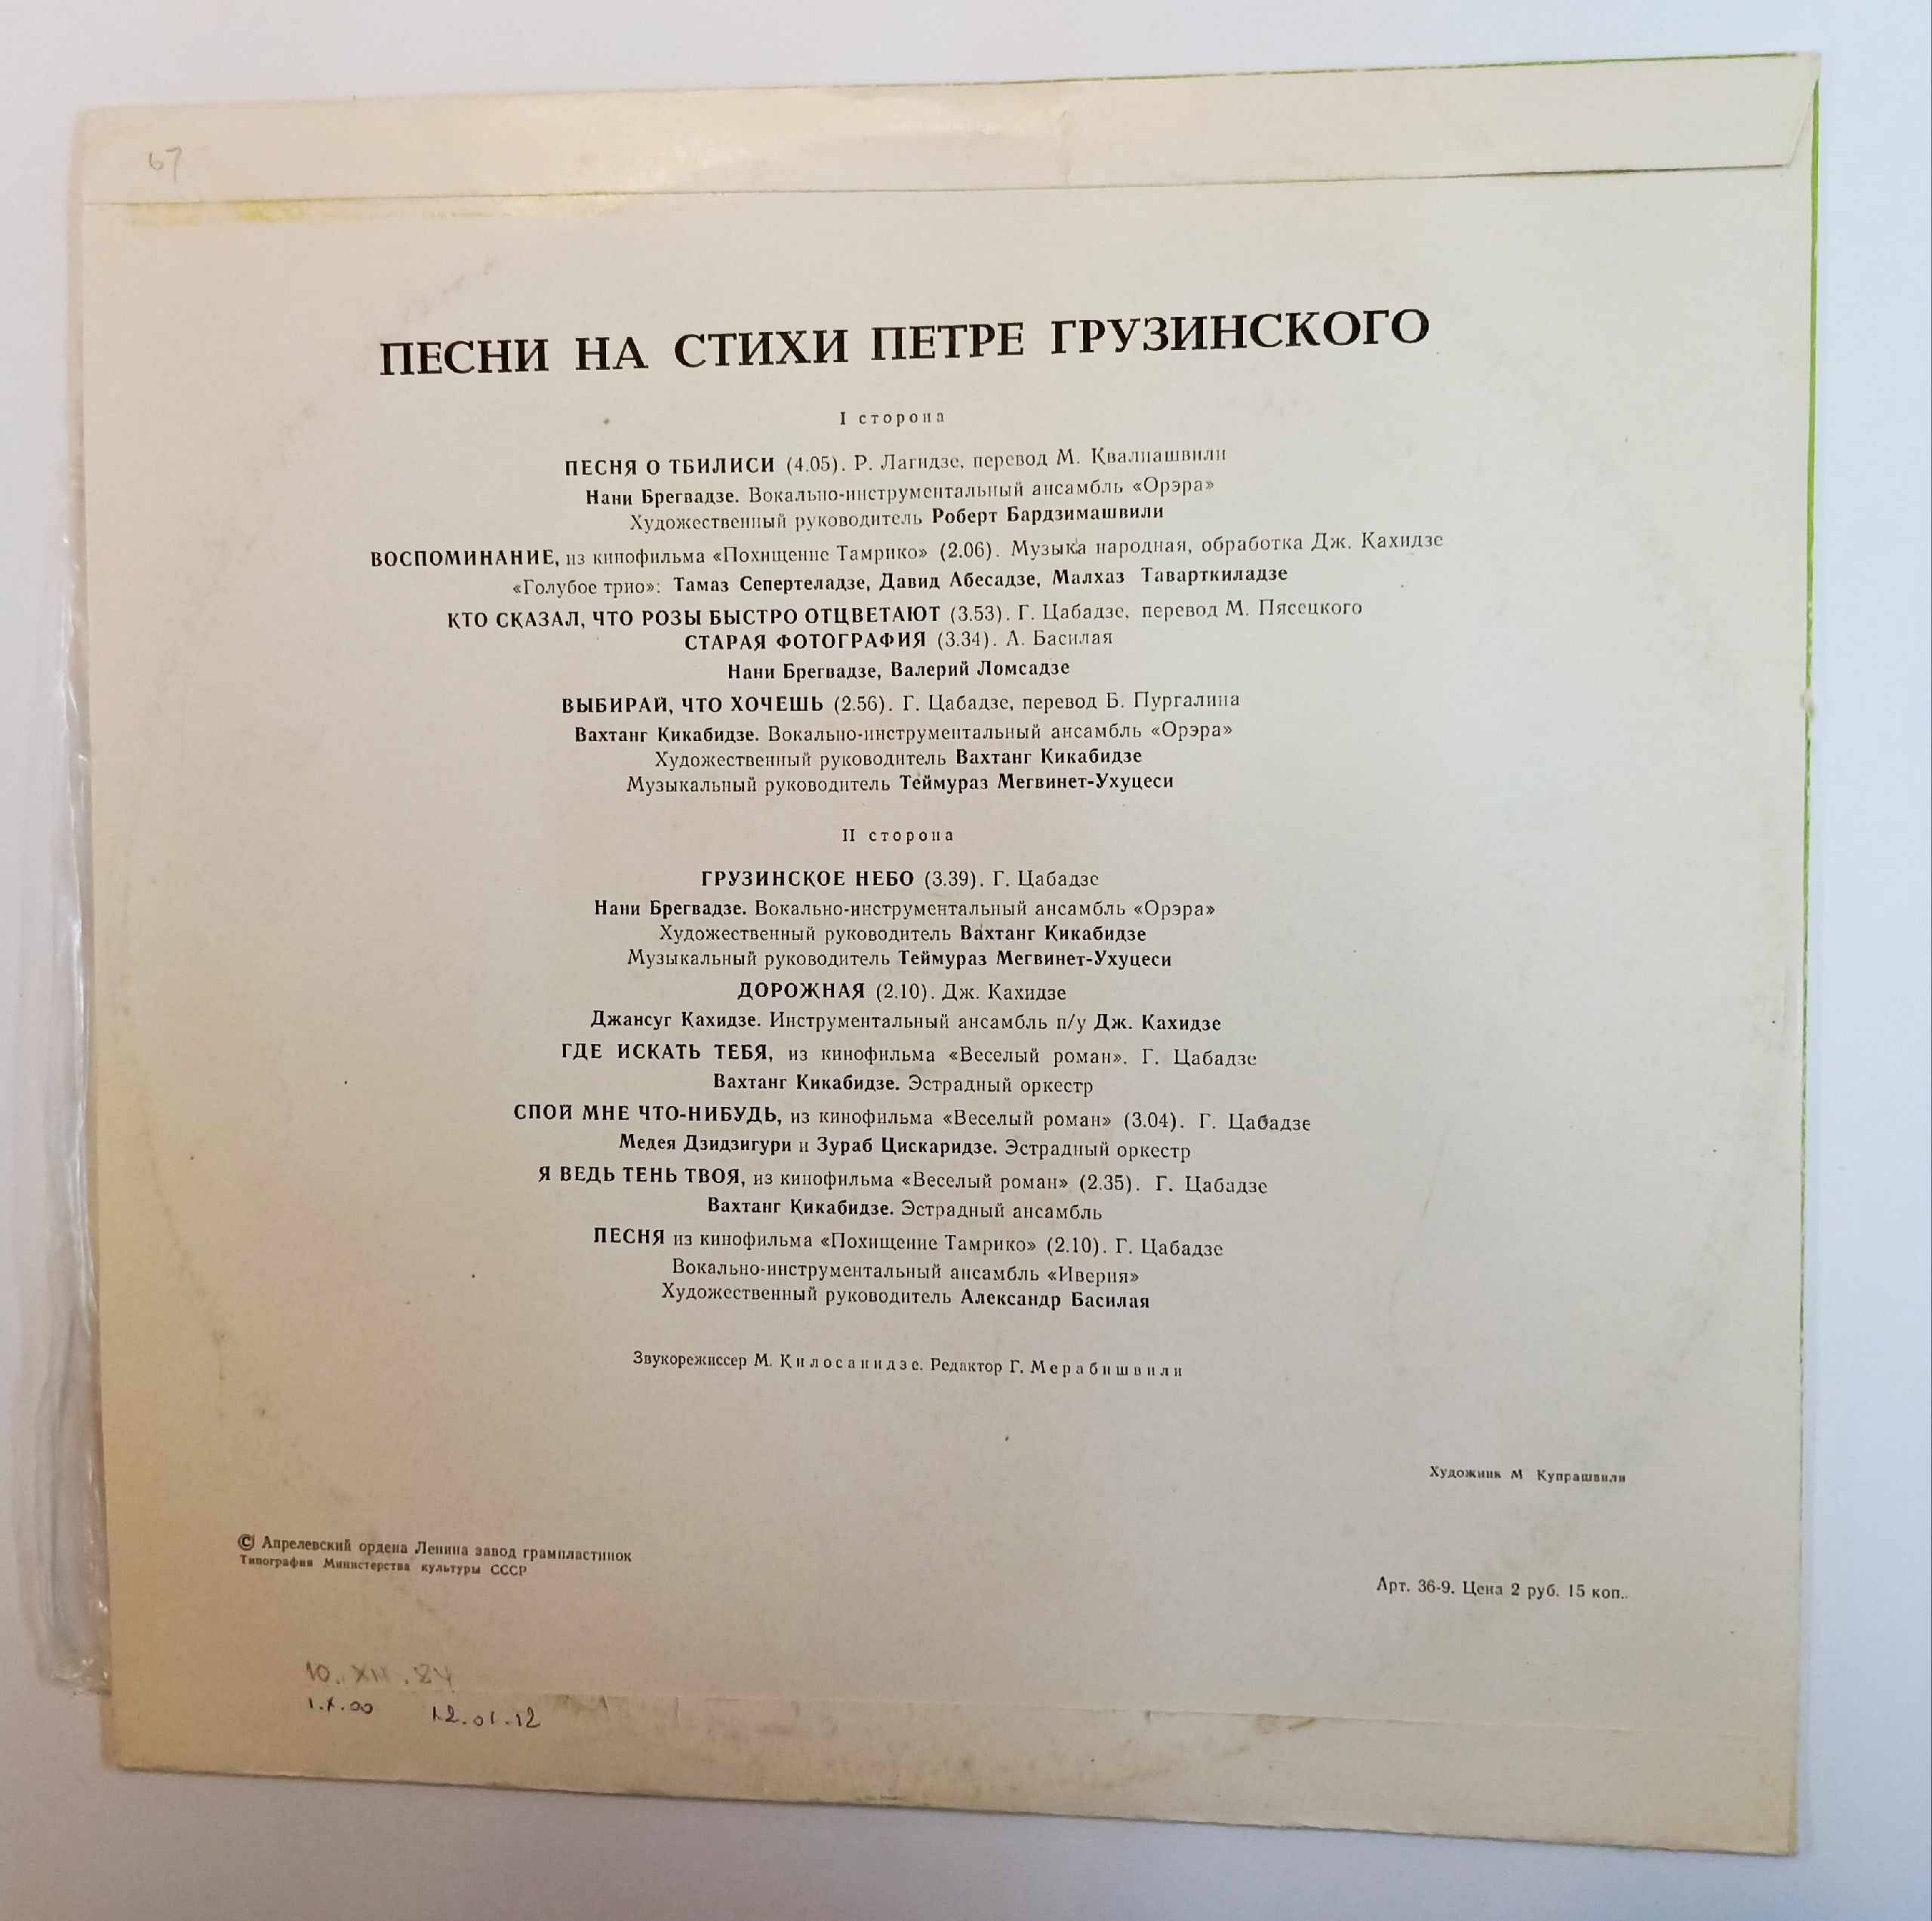 67
ПЕСНИ НА СТИХИ ПЕТРЕ ГРУЗИНСКОГО
I сторона
ПЕСНЯ О ТБИЛИСИ (4.05). Р. Лагидзе, перевод М. Квалиашвили
Нани Брегвадзе. Вокально-инструментальный ансамбль «Орэра»
Художественный руководитель Роберт Бардзимашвили
ВОСПОМИНАНИЕ, из кинофильма «Похищение Тамрико» (2.06). Музыка народная, обработка Дж. Кахидзе
«Голубое трио»: Тамаз Сепертеладзе, Давид Абесадзе, Малхаз Таварткиладзе
КТО СКАЗАЛ, ЧТО РОЗЫ БЫСТРО ОТЦВЕТАЮТ (3.53). Г. Цабадзе, перевод М. Пясецкого
СТАРАЯ ФОТОГРАФИЯ (3.34). А. Басилая
Нани Брегвадзе, Валерий Ломсадзе
ВЫБИРАЙ, ЧТО ХОЧЕШЬ (2.56). Г. Цабадзе, перевод Б. Пургалина
Вахтанг Кикабидзе. Вокально-инструментальный ансамбль «Орэра»
Художественный руководитель Вахтанг Кикабидзе
Музыкальный руководитель Теймураз Мегвинет-Ухуцеси
II сторона
ГРУЗИНСКОЕ НЕБО (3.39). Г. Цабадзе
Нани Брегвадзе. Вокально-инструментальный ансамбль «Орэра»
Художественный руководитель Вахтанг Кикабидзе
Музыкальный руководитель Теймураз Мегвинет-Ухуцеси
ДОРОЖНАЯ (2.10). Дж. Кахидзе
Джансуг Кахидзе. Инструментальный ансамбль п/у Дж. Кахидзе
ГДЕ ИСКАТЬ ТЕБЯ, из кинофильма «Веселый роман». Г. Цабадзе
Вахтанг Кикабидзе. Эстрадный оркестр
СПОЙ МНЕ ЧТО-НИБУДЬ, из кинофильма «Веселый роман» (3.04). Г. Цабадзе
Медея Дзидзигури и Зураб Цискаридзе. Эстрадный оркестр
Я ВЕДЬ ТЕНЬ ТВОЯ, из кинофильма «Веселый роман» (2.35). Г. Цабадзе
Вахтанг Кикабидзе. Эстрадный ансамбль
ПЕСНЯ из кинофильма «Похищение Тамрико» (2.10). Г. Цабадзе
Вокально-инструментальный ансамбль «Иверия»
Художественный руководитель Александр Басилая
Звукорежиссер М. Килосанидзе. Редактор Г. Мерабишвили
Художник М Купрашвили
© Апрелевский ордена Ленина завод грампластинок
Типография Министерства культуры СССР
Арт. 36-9. Цена 2 руб. 15 коп..
10.XII.84
1.X.00 12.01.12